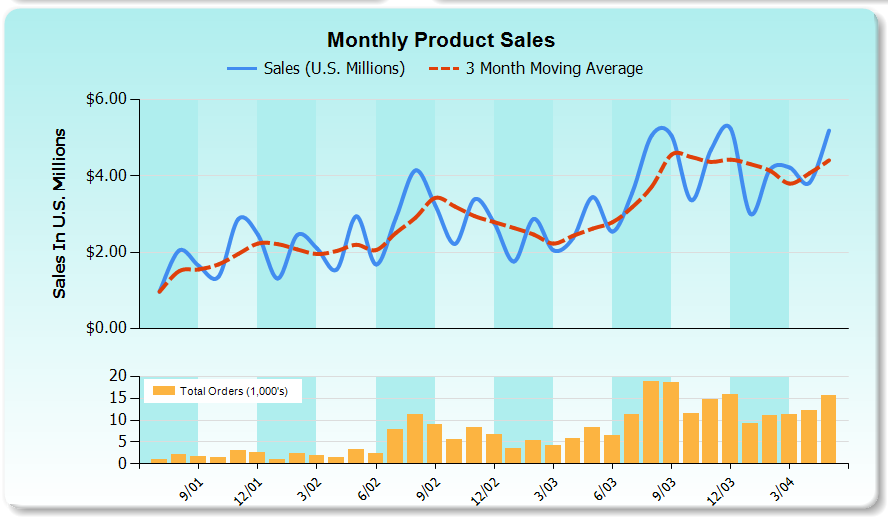 Monthly Product Sales
Sales (U.S. Millions) 3 Month Moving Average
Sales In U.S. Millions
$6.00
$4.00
$2.00
$0.00
20
15
10
5
0
Total Orders (1,000's)
9/01 12/01 3/02 6/02 9/02 12/02 3/03 6/03 9/03 12/03 3/04